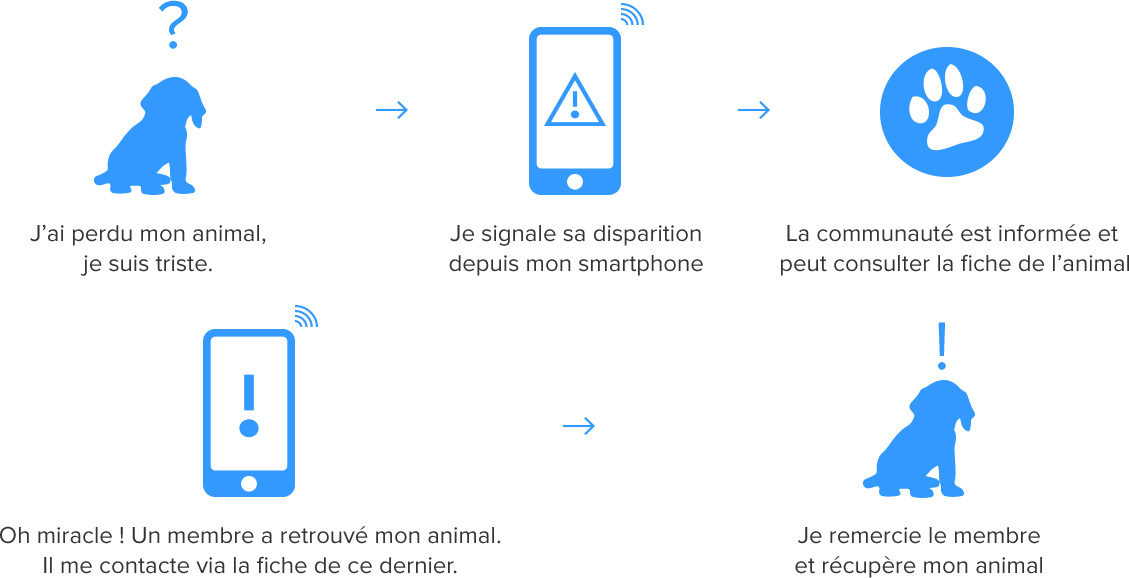 ?
J’ai perdu mon animal,
je suis triste.
Je signale sa disparition
depuis mon smartphone
La communauté est informée et
peut consulter la fiche de l’animal
Oh miracle ! Un membre a retrouvé mon animal.
Il me contacte via la fiche de ce dernier.
!
Je remercie le membre
et récupère mon animal